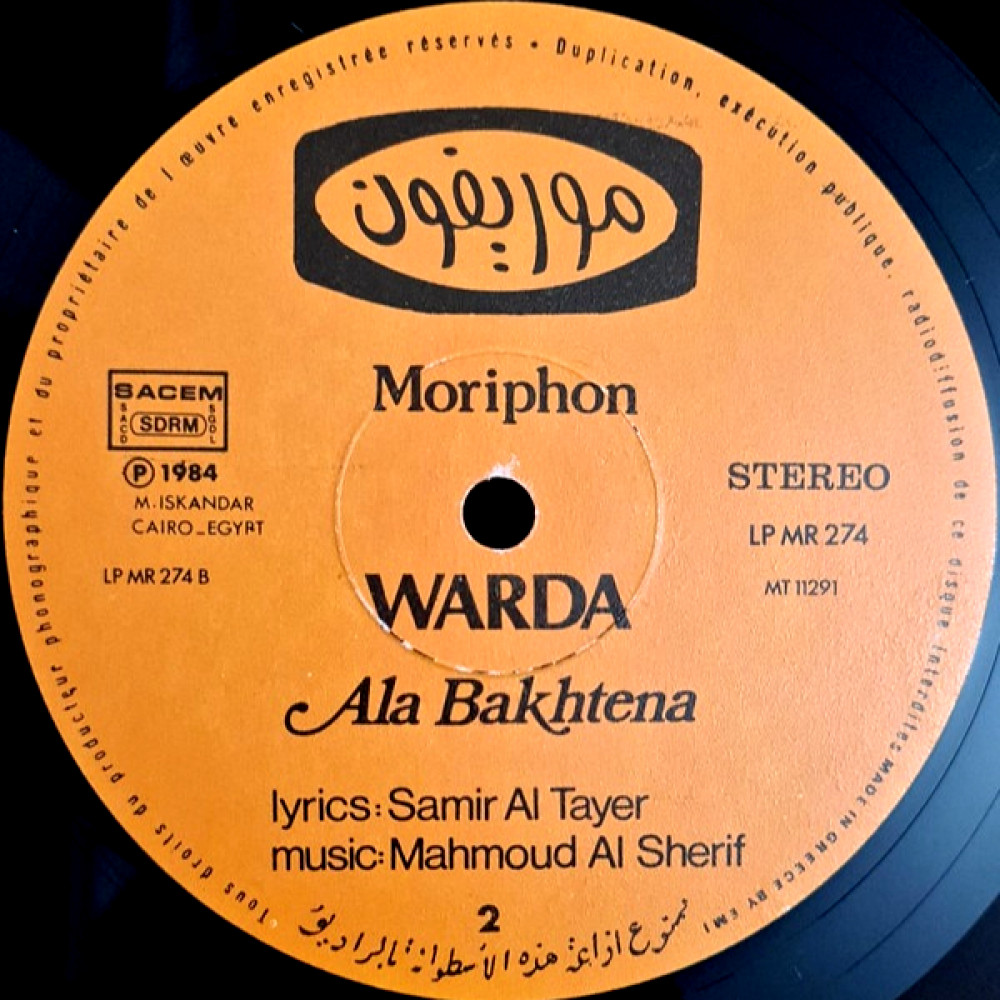 Tous droits du producteur phonographique et du propriétaire de l'œuvre enregistrée réservés • Duplication, exécution publique, radiodiffusion de ce disque interdites. MADE IN GREECE BY EMI
موريفون
Moriphon
SACEM
SACD
SDRM
SGDL
Ⓟ 1984
M. ISKANDAR
CAIRO_EGYPT
LP MR 274 B
STEREO
LP MR 274
MT 11291
WARDA
Ala Bakhtena
lyrics: Samir Al Tayer
music: Mahmoud Al Sherif
2
ممنوع اذاعة هذه الأسطوانة بالراديو